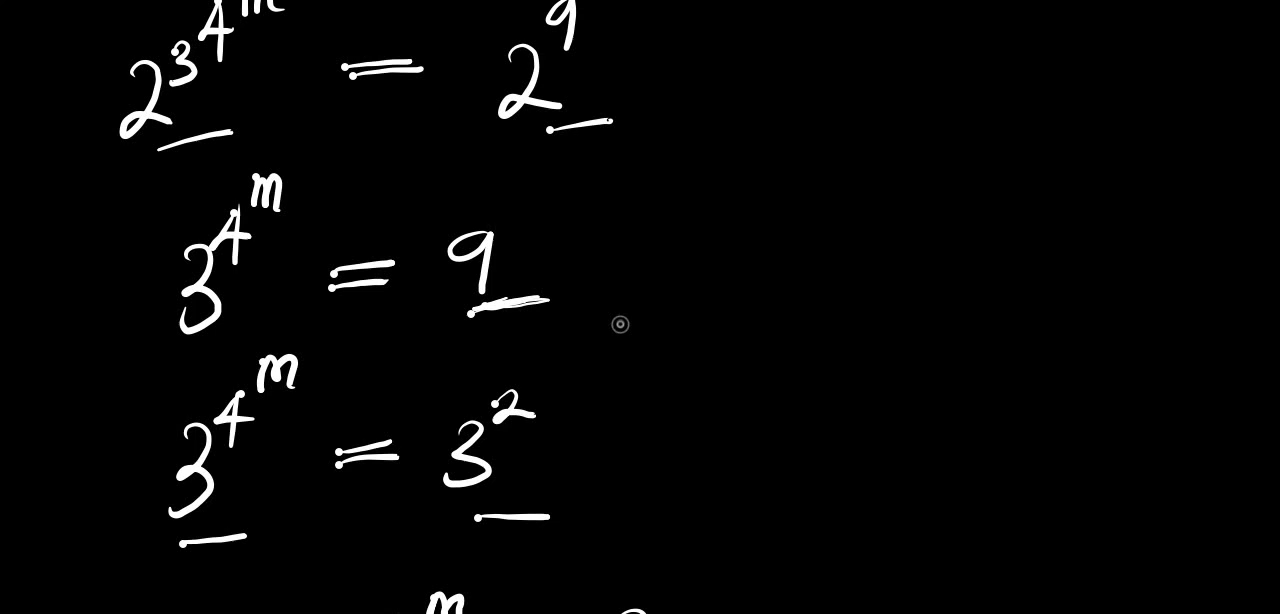 2^3^4^m = 2^9
3^4^m = 9
3^4^m = 3^2
m